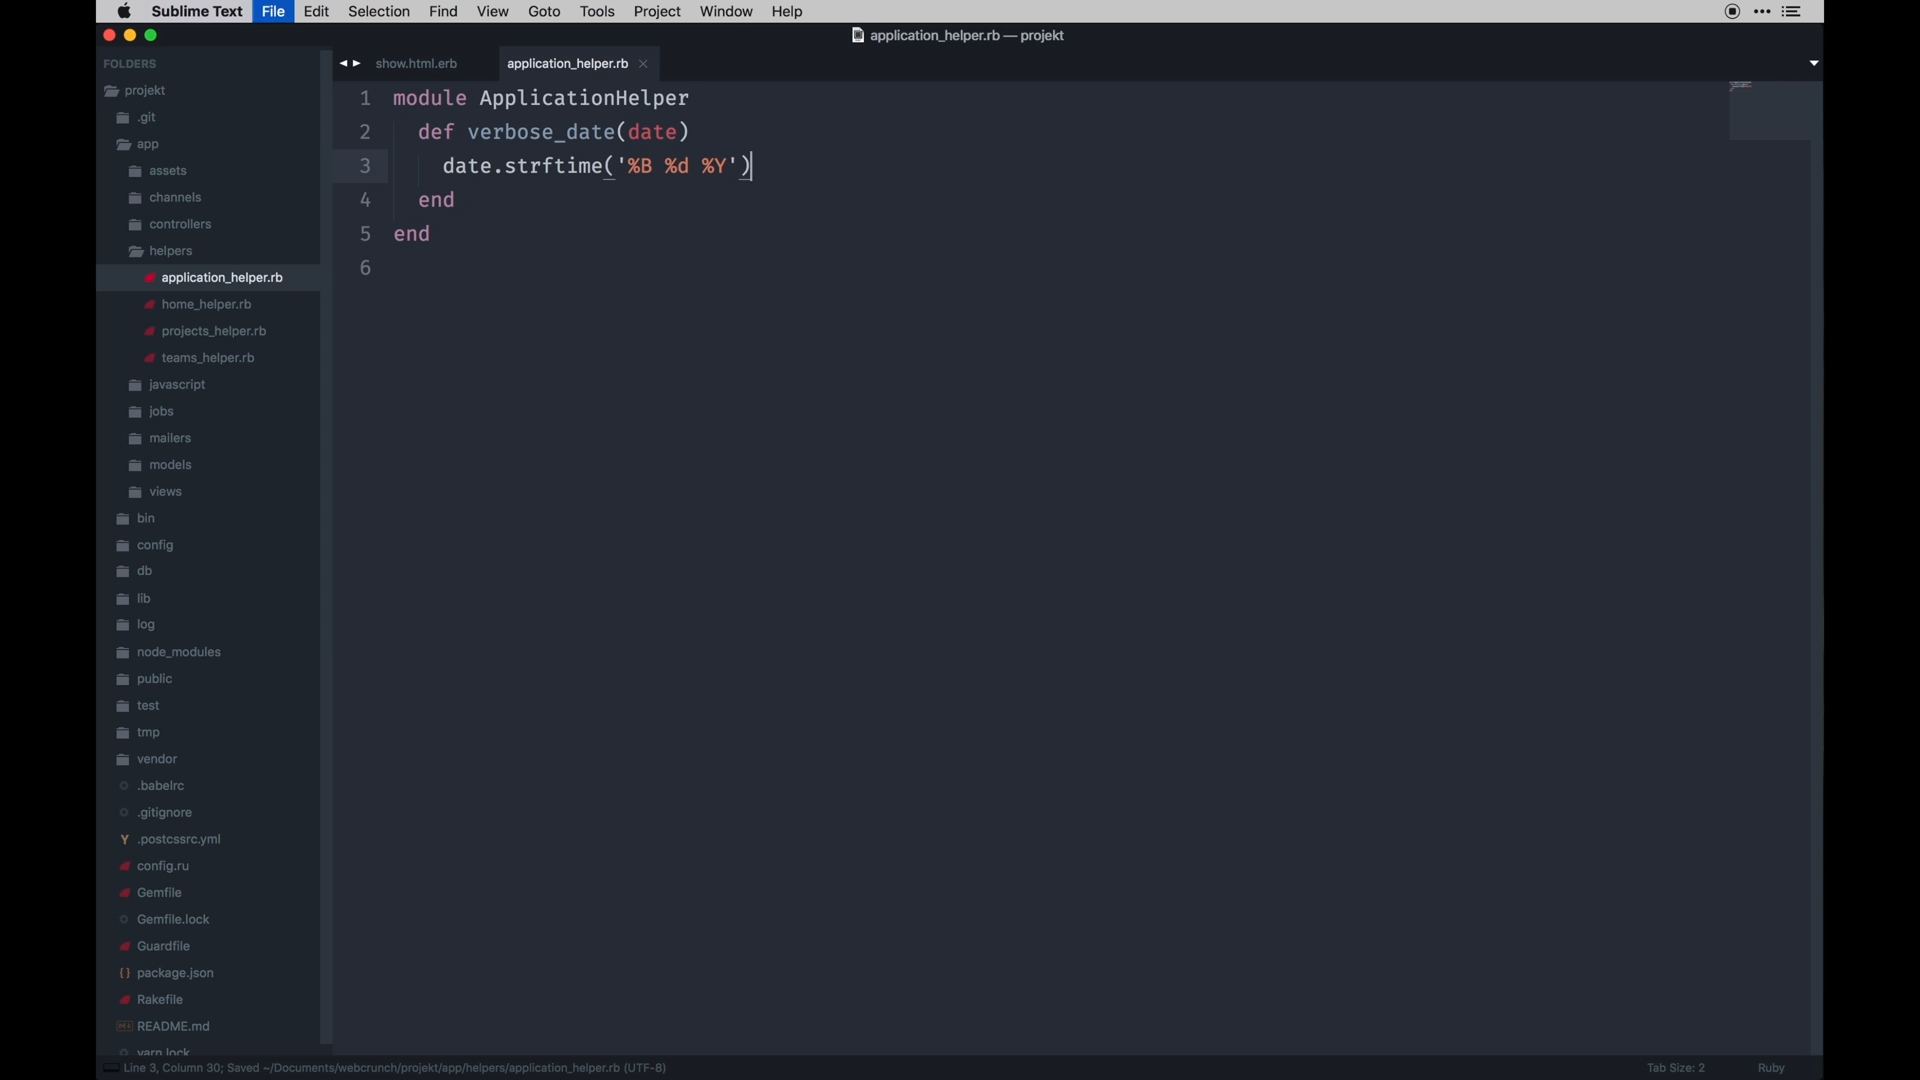 Sublime Text File Edit Selection Find View Goto Tools Project Window Help
application_helper.rb — projekt
FOLDERS
projekt
.git
app
assets
channels
controllers
helpers
application_helper.rb
home_helper.rb
projects_helper.rb
teams_helper.rb
javascript
jobs
mailers
models
views
bin
config
db
lib
log
node_modules
public
test
tmp
vendor
.babelrc
.gitignore
.postcssrc.yml
config.ru
Gemfile
Gemfile.lock
Guardfile
package.json
Rakefile
README.md
yarn.lock
show.html.erb application_helper.rb
1 module ApplicationHelper
2 def verbose_date(date)
3 date.strftime('%B %d %Y')
4 end
5 end
6
Line 3, Column 30; Saved ~/Documents/webcrunch/projekt/app/helpers/application_helper.rb (UTF-8) Tab Size: 2 Ruby